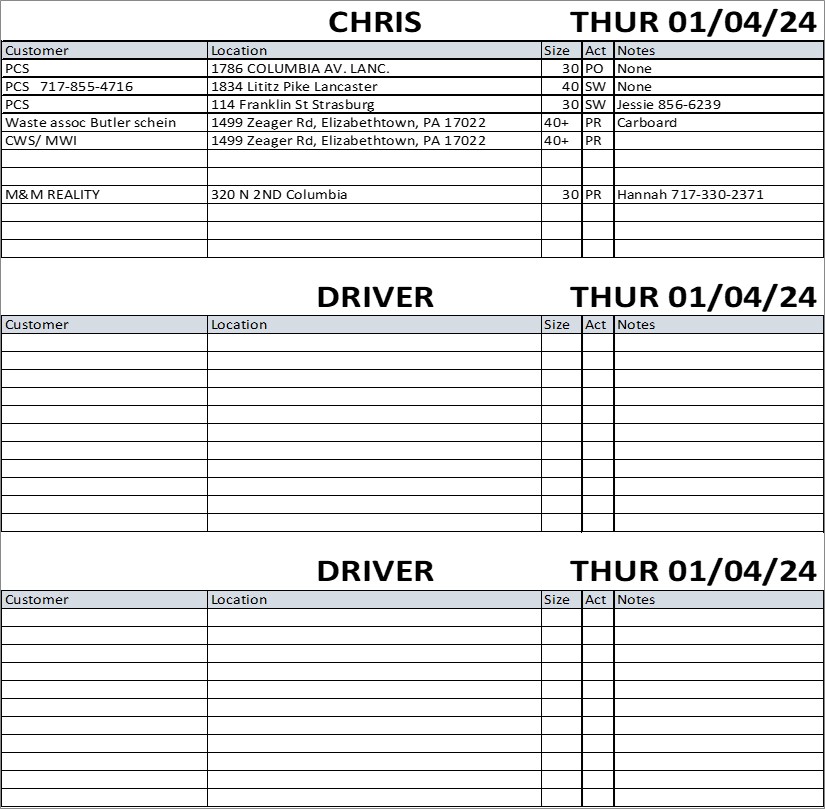 CHRIS THUR 01/04/24
Customer Location Size Act Notes
PCS 1786 COLUMBIA AV. LANC. 30 PO None
PCS 717-855-4716 1834 Lititz Pike Lancaster 40 SW None
PCS 114 Franklin St Strasburg 30 SW Jessie 856-6239
Waste assoc Butler schein 1499 Zeager Rd, Elizabethtown, PA 17022 40+ PR Carboard
CWS/ MWI 1499 Zeager Rd, Elizabethtown, PA 17022 40+ PR
M&M REALITY 320 N 2ND Columbia 30 PR Hannah 717-330-2371
DRIVER THUR 01/04/24
Customer Location Size Act Notes
DRIVER THUR 01/04/24
Customer Location Size Act Notes